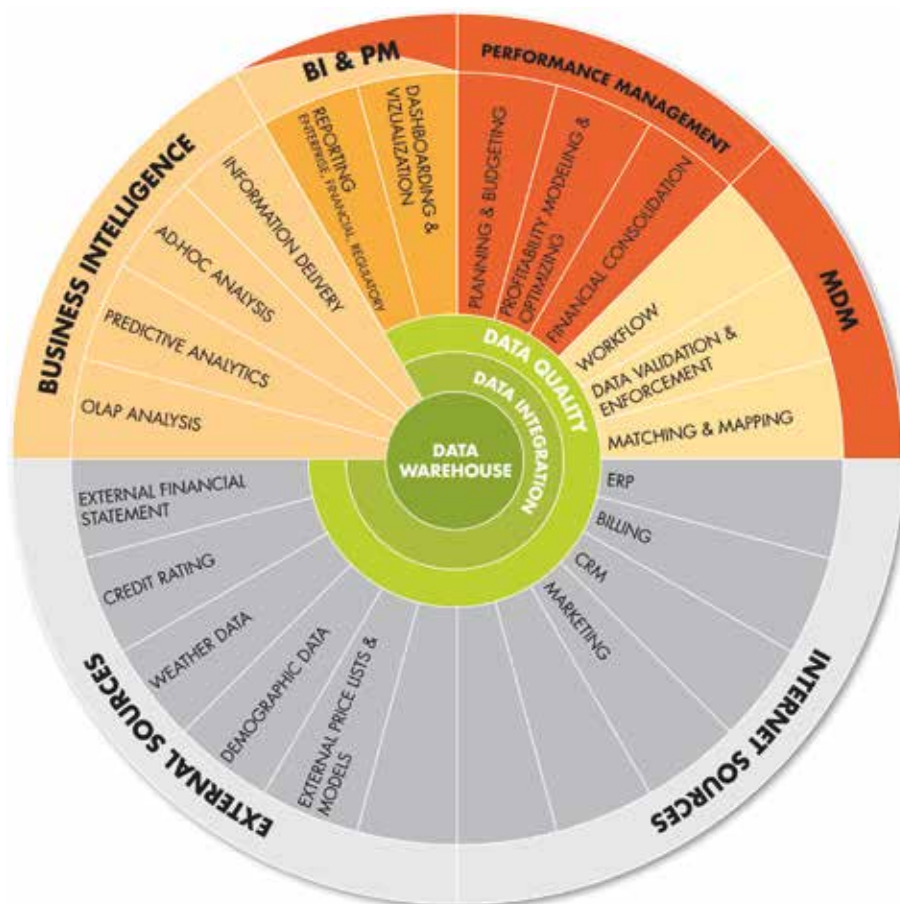 BI & PM
PERFORMANCE MANAGEMENT
MDM
BUSINESS INTELLIGENCE
OLAP ANALYSIS
PREDICTIVE ANALYTICS
AD-HOC ANALYSIS
INFORMATION DELIVERY
REPORTING
ENTERPRISE, FINANCIAL, REGULATORY
DASHBOARDING &
VIZUALIZATION
PLANNING & BUDGETING
PROFITABILITY MODELING &
OPTIMIZING
FINANCIAL CONSOLIDATION
WORKFLOW
DATA VALIDATION &
ENFORCEMENT
MATCHING & MAPPING
DATA QUALITY
DATA INTEGRATION
DATA
WAREHOUSE
EXTERNAL FINANCIAL
STATEMENT
CREDIT RATING
WEATHER DATA
DEMOGRAPHIC DATA
EXTERNAL PRICE LISTS &
MODELS
ERP
BILLING
CRM
MARKETING
EXTERNAL SOURCES
INTERNET SOURCES